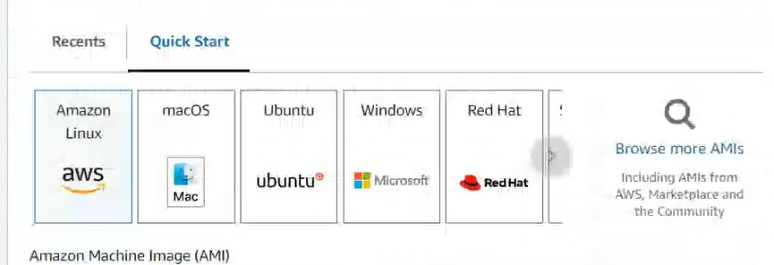 Recents
Quick Start
Amazon
Linux
aws
macOS
Mac
Ubuntu
ubuntu
Windows
Microsoft
Red Hat
Red Hat
Browse more AMIs
Including AMIs from
AWS, Marketplace and
the Community
Amazon Machine Image (AMI)